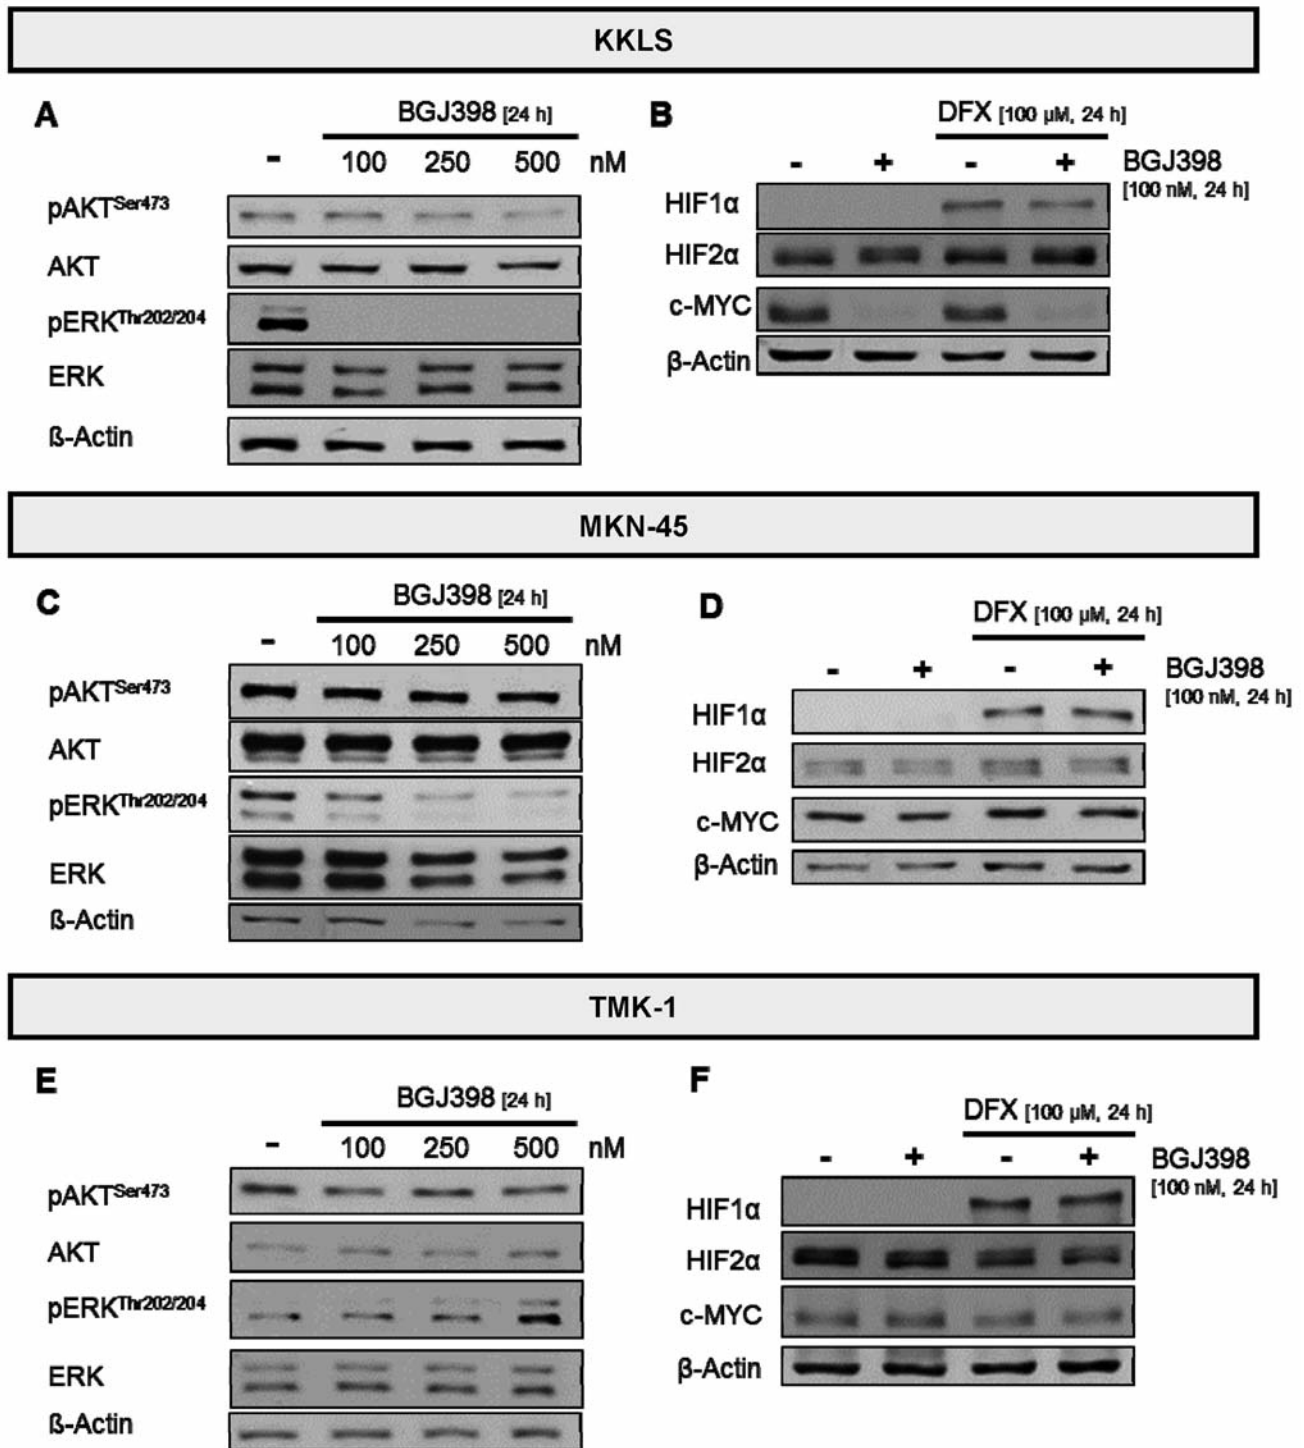 KKLS
A
BGJ398 [24 h]
- 100 250 500 nM
pAKTSer473
AKT
pERKThr202/204
ERK
ß-Actin
B
DFX [100 µM, 24 h]
- + - + BGJ398
[100 nM, 24 h]
HIF1α
HIF2α
c-MYC
β-Actin
MKN-45
C
BGJ398 [24 h]
- 100 250 500 nM
pAKTSer473
AKT
pERKThr202/204
ERK
ß-Actin
D
DFX [100 µM, 24 h]
- + - + BGJ398
[100 nM, 24 h]
HIF1α
HIF2α
c-MYC
β-Actin
TMK-1
E
BGJ398 [24 h]
- 100 250 500 nM
pAKTSer473
AKT
pERKThr202/204
ERK
ß-Actin
F
DFX [100 µM, 24 h]
- + - + BGJ398
[100 nM, 24 h]
HIF1α
HIF2α
c-MYC
β-Actin